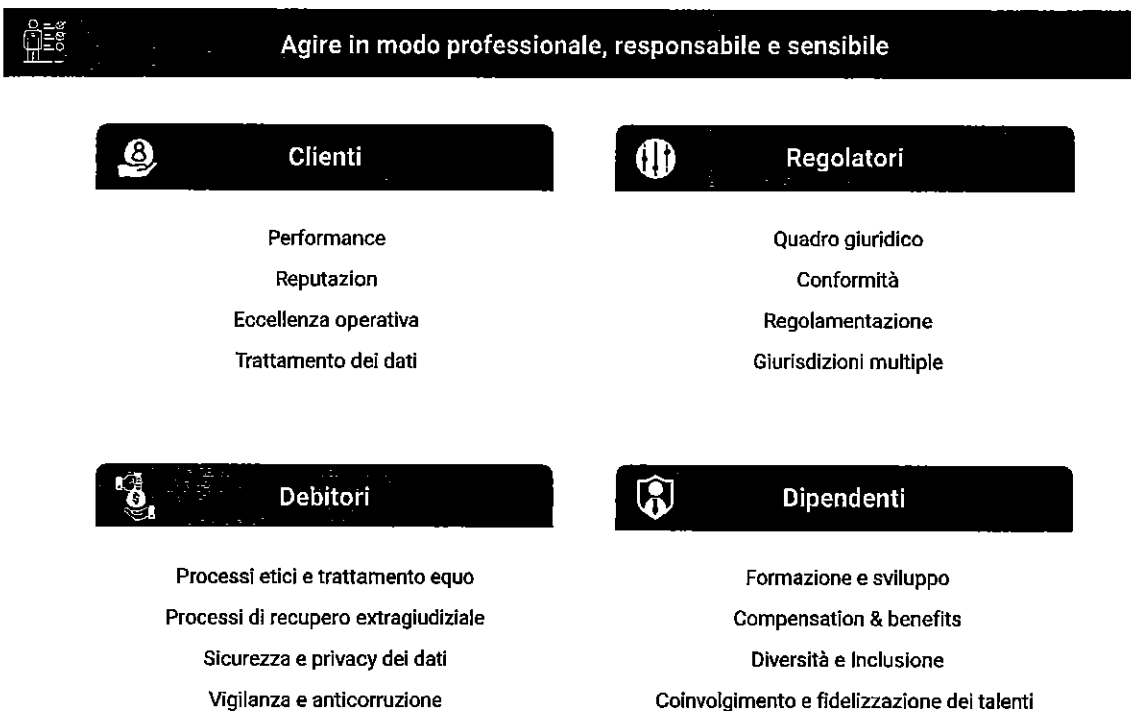 Agire in modo professionale, responsabile e sensibile
Clienti
Performance
Reputazion
Eccellenza operativa
Trattamento dei dati
Regolatori
Quadro giuridico
Conformità
Regolamentazione
Giurisdizioni multiple
Debitori
Processi etici e trattamento equo
Processi di recupero extragiudiziale
Sicurezza e privacy dei dati
Vigilanza e anticorruzione
Dipendenti
Formazione e sviluppo
Compensation & benefits
Diversità e Inclusione
Coinvolgimento e fidelizzazione dei talenti